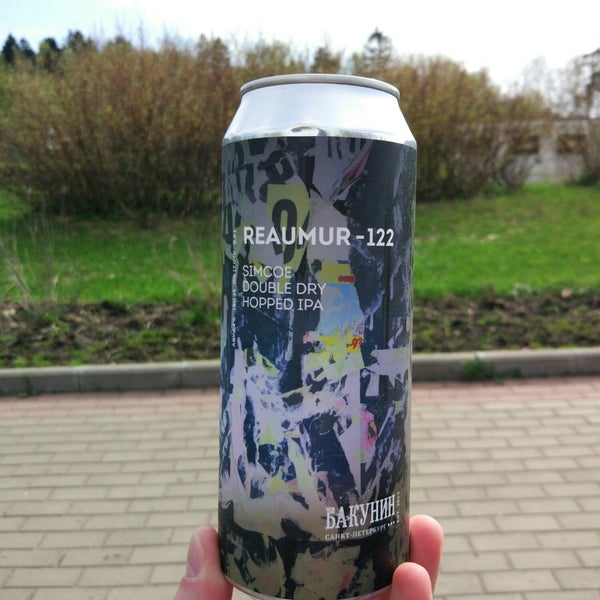 REAUMUR -122
SIMCOE
DOUBLE DRY
HOPPED IPA
БАКУНИН
САНКТ-ПЕТЕРБУРГ